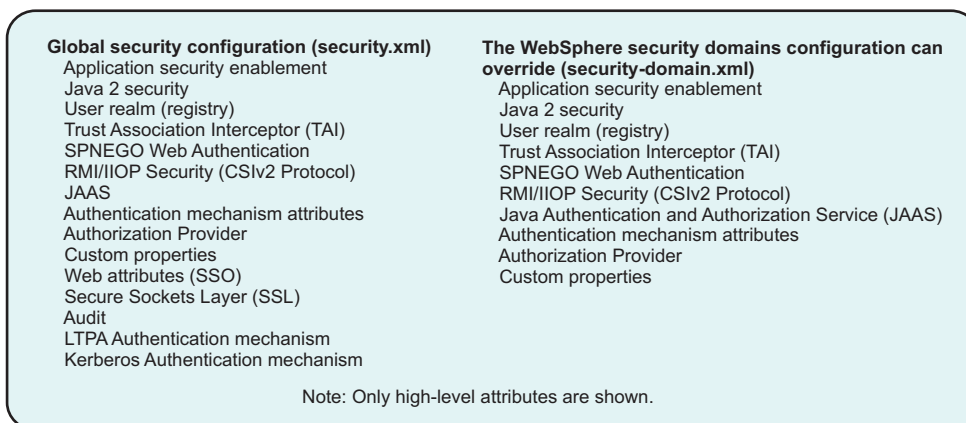 Global security configuration (security.xml)
Application security enablement
Java 2 security
User realm (registry)
Trust Association Interceptor (TAI)
SPNEGO Web Authentication
RMI/IIOP Security (CSIv2 Protocol)
JAAS
Authentication mechanism attributes
Authorization Provider
Custom properties
Web attributes (SSO)
Secure Sockets Layer (SSL)
Audit
LTPA Authentication mechanism
Kerberos Authentication mechanism
The WebSphere security domains configuration can
override (security-domain.xml)
Application security enablement
Java 2 security
User realm (registry)
Trust Association Interceptor (TAI)
SPNEGO Web Authentication
RMI/IIOP Security (CSIv2 Protocol)
Java Authentication and Authorization Service (JAAS)
Authentication mechanism attributes
Authorization Provider
Custom properties
Note: Only high-level attributes are shown.